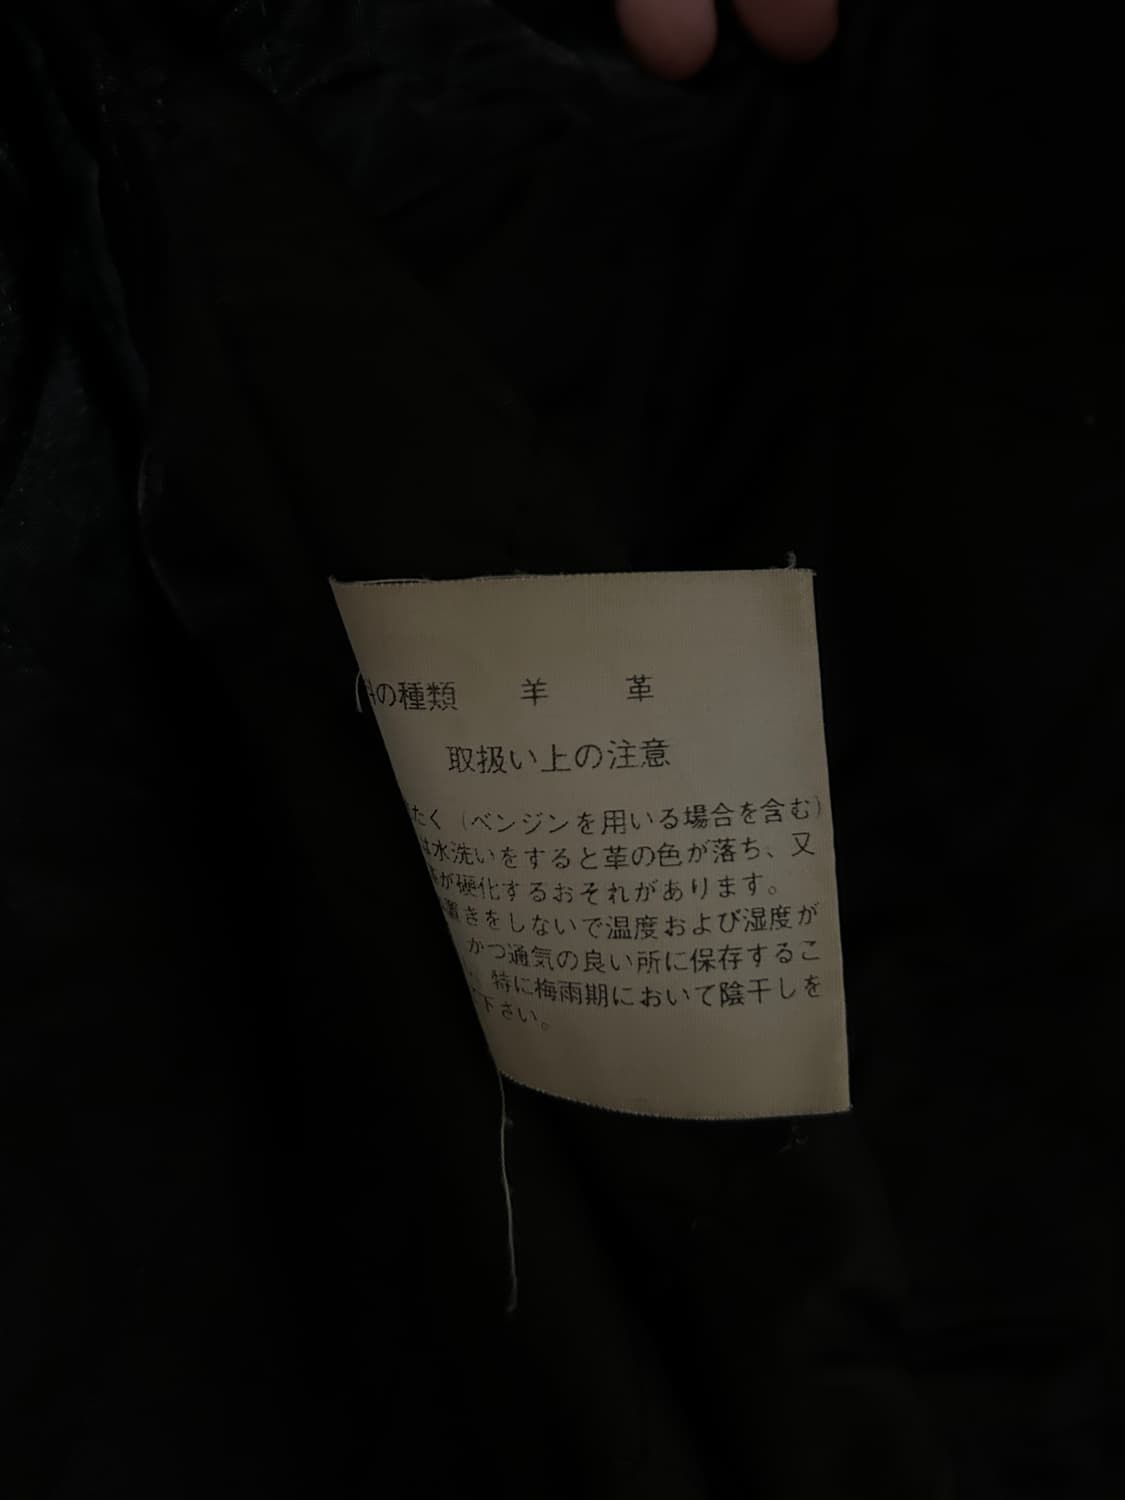 の種類 羊 革
取扱い上の注意
たく（ベンジンを用いる場合を含む）
は水洗いをすると革の色が落ち、又
が硬化するおそれがあります。
置きをしないで温度および湿度が
かつ通気の良い所に保存するこ
特に梅雨期において陰干しを
下さい。